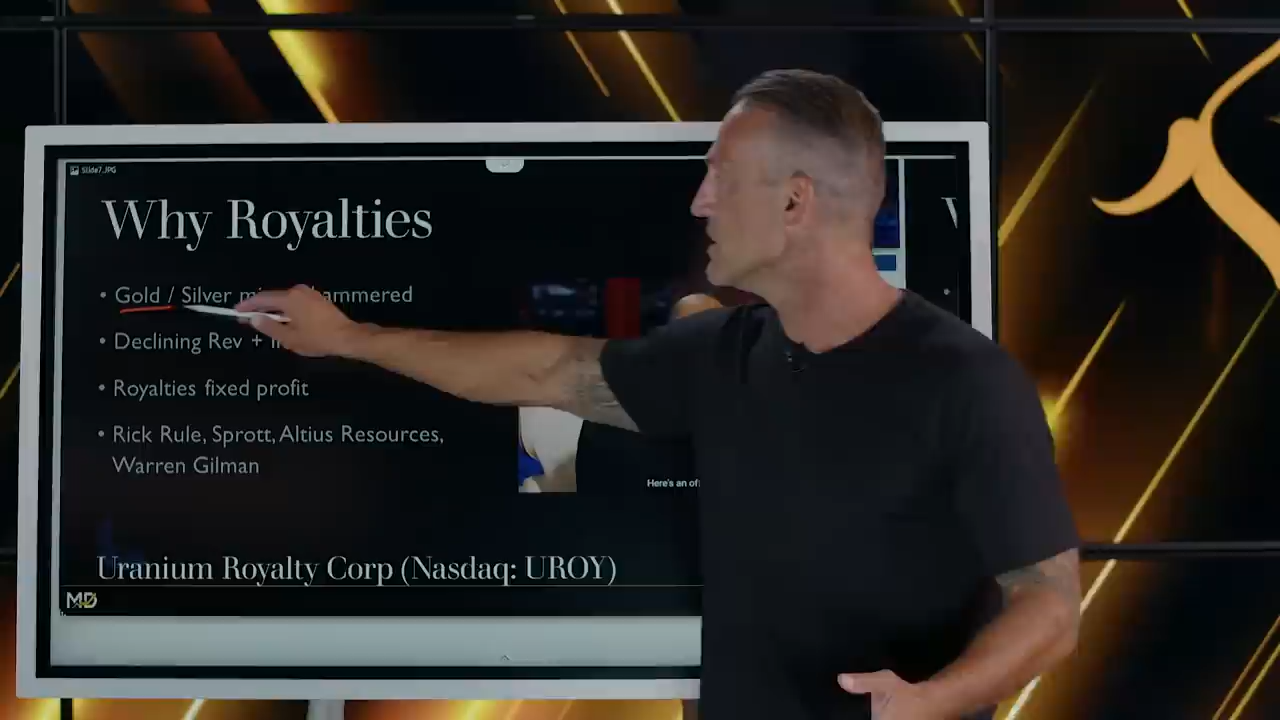 Slide7.JPG
Why Royalties
• Gold / Silver ammered
• Declining Rev +
• Royalties fixed profit
• Rick Rule, Sprott, Altius Resources,
Warren Gilman
Here's an of
Uranium Royalty Corp (Nasdaq: UROY)
MD